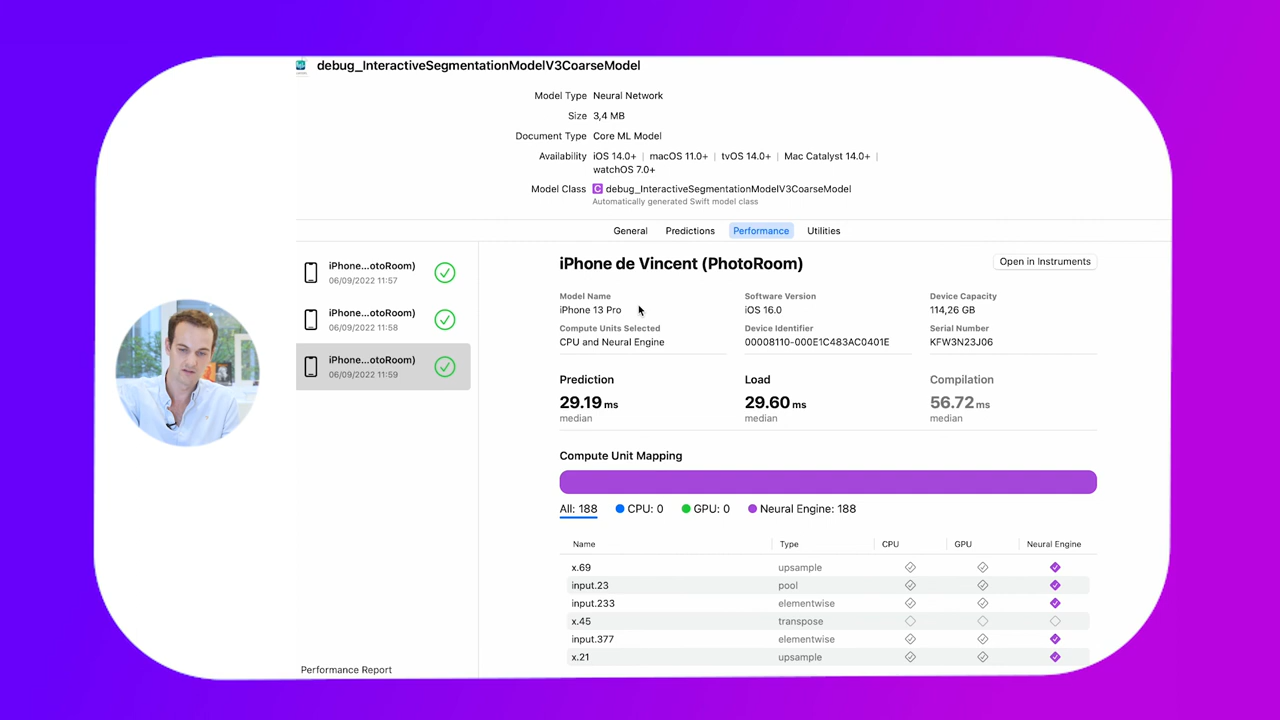 debug_InteractiveSegmentationModelV3CoarseModel
Model Type Neural Network
Size 3,4 MB
Document Type Core ML Model
Availability iOS 14.0+ | macOS 11.0+ | tvOS 14.0+ | Mac Catalyst 14.0+ |
watchOS 7.0+
Model Class C debug_InteractiveSegmentationModelV3CoarseModel
Automatically generated Swift model class
General Predictions Performance Utilities
iPhone...otoRoom)
06/09/2022 11:57
iPhone...otoRoom)
06/09/2022 11:58
iPhone...otoRoom)
06/09/2022 11:59
Performance Report
iPhone de Vincent (PhotoRoom)
Open in Instruments
Model Name Software Version Device Capacity
iPhone 13 Pro iOS 16.0 114,26 GB
Compute Units Selected Device Identifier Serial Number
CPU and Neural Engine 00008110-000E1C483AC0401E KFW3N23J06
Prediction Load Compilation
29.19 ms 29.60 ms 56.72 ms
median median median
Compute Unit Mapping
All: 188 CPU: 0 GPU: 0 Neural Engine: 188
Name Type CPU GPU Neural Engine
x.69 upsample
input.23 pool
input.233 elementwise
x.45 transpose
input.377 elementwise
x.21 upsample